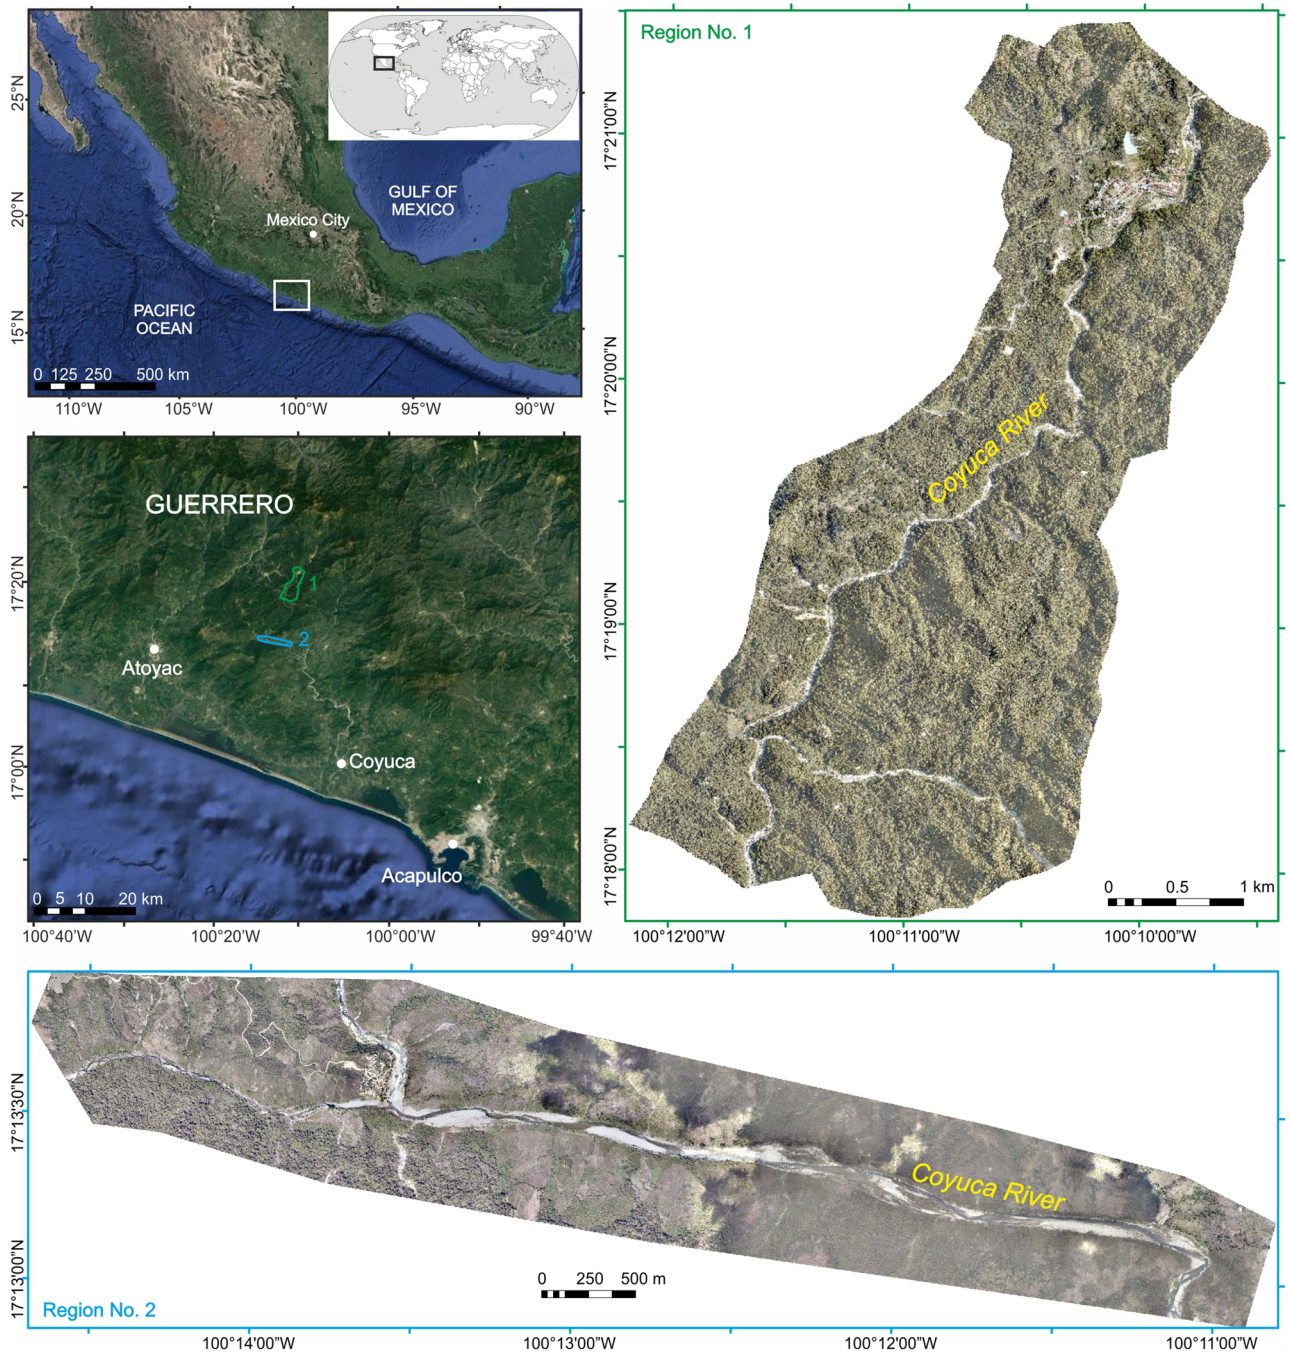 25°N
20°N
15°N
GULF OF
MEXICO
Mexico City
PACIFIC
OCEAN
0 125 250 500 km
110°W 105°W 100°W 95°W 90°W
Region No. 1
17°21'00"N
17°20'00"N
17°19'00"N
17°18'00"N
Coyuca River
0 0.5 1 km
100°12'00"W 100°11'00"W 100°10'00"W
GUERRERO
17°20'N
17°00'N
1
2
Atoyac
Coyuca
Acapulco
0 5 10 20 km
100°40'W 100°20'W 100°00'W 99°40'W
17°13'30"N
17°13'00"N
Coyuca River
0 250 500 m
Region No. 2
100°14'00"W 100°13'00"W 100°12'00"W 100°11'00"W